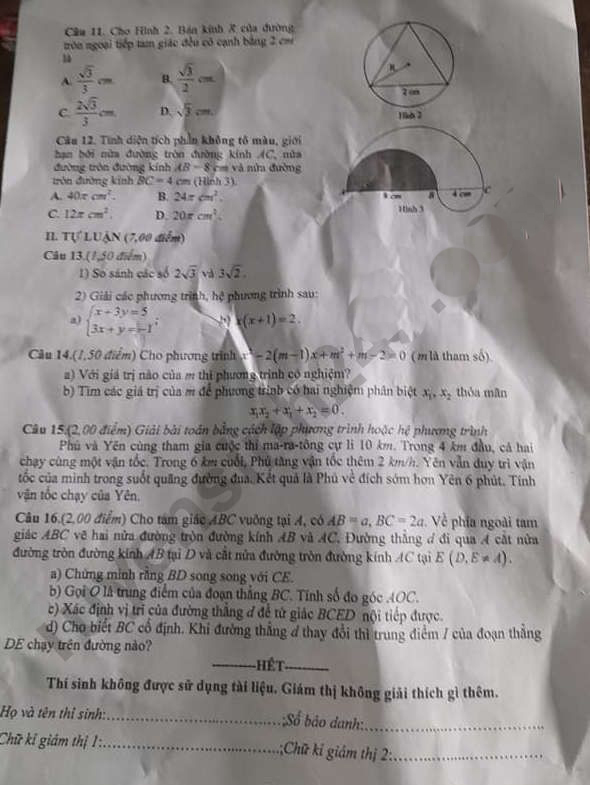 Câu 11. Cho Hình 2. Bán kính R của đường
tròn ngoại tiếp tam giác đều có cạnh bằng 2 cm
là
A. √3/3 cm. B. √3/2 cm.
C. 2√3/3 cm. D. √3 cm.
R
2 cm
Hình 2
Câu 12. Tính diện tích phần không tô màu, giới
hạn bởi nửa đường tròn đường kính AC, nửa
đường tròn đường kính AB = 8 cm và nửa đường
tròn đường kính BC = 4 cm (Hình 3).
A. 40π cm². B. 24π cm².
C. 12π cm². D. 20π cm².
8 cm B 4 cm C
Hình 3
II. TỰ LUẬN (7,00 điểm)
Câu 13.(1,50 điểm)
1) So sánh các số 2√3 và 3√2.
2) Giải các phương trình, hệ phương trình sau:
a) { x + 3y = 5
3x + y = −1 ; b) x(x+1) = 2.
Câu 14.(1,50 điểm) Cho phương trình x² − 2(m−1)x + m² + m − 2 = 0 (m là tham số).
a) Với giá trị nào của m thì phương trình có nghiệm?
b) Tìm các giá trị của m để phương trình có hai nghiệm phân biệt x₁, x₂ thỏa mãn
x₁x₂ + x₁ + x₂ = 0.
Câu 15.(2,00 điểm) Giải bài toán bằng cách lập phương trình hoặc hệ phương trình
Phú và Yên cùng tham gia cuộc thi ma-ra-tông cự li 10 km. Trong 4 km đầu, cả hai
chạy cùng một vận tốc. Trong 6 km cuối, Phú tăng vận tốc thêm 2 km/h. Yên vẫn duy trì vận
tốc của mình trong suốt quãng đường đua. Kết quả là Phú về đích sớm hơn Yên 6 phút. Tính
vận tốc chạy của Yên.
Câu 16.(2,00 điểm) Cho tam giác ABC vuông tại A, có AB = a, BC = 2a. Vẽ phía ngoài tam
giác ABC vẽ hai nửa đường tròn đường kính AB và AC. Đường thẳng d đi qua A cắt nửa
đường tròn đường kính AB tại D và cắt nửa đường tròn đường kính AC tại E (D, E ≠ A).
a) Chứng minh rằng BD song song với CE.
b) Gọi O là trung điểm của đoạn thẳng BC. Tính số đo góc AOC.
c) Xác định vị trí của đường thẳng d để tứ giác BCED nội tiếp được.
d) Cho biết BC cố định. Khi đường thẳng d thay đổi thì trung điểm I của đoạn thẳng
DE chạy trên đường nào?
----------HẾT----------
Thí sinh không được sử dụng tài liệu. Giám thị không giải thích gì thêm.
Họ và tên thí sinh:....................................;Số báo danh:....................................
Chữ kí giám thị 1:....................................;Chữ kí giám thị 2:....................................